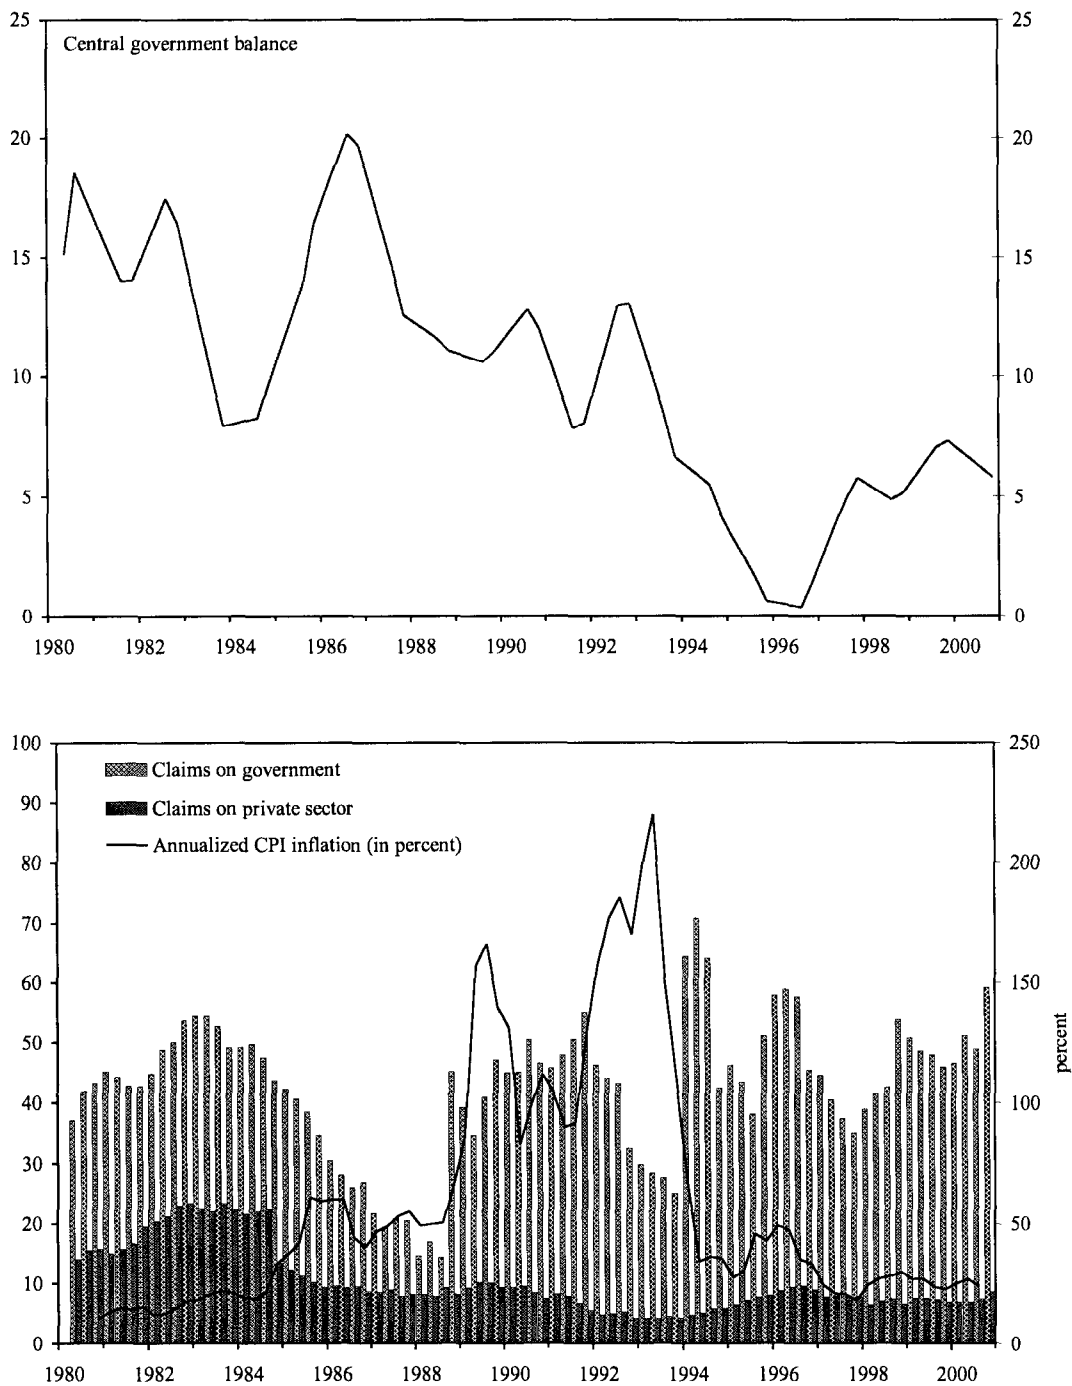 25 25
Central government balance
20 20
15 15
10 10
5 5
0 0
1980 1982 1984 1986 1988 1990 1992 1994 1996 1998 2000
100 250
Claims on government
90
Claims on private sector
Annualized CPI inflation (in percent)
80 200
70
60 150
50
percent
40 100
30
20 50
10
0 0
1980 1982 1984 1986 1988 1990 1992 1994 1996 1998 2000